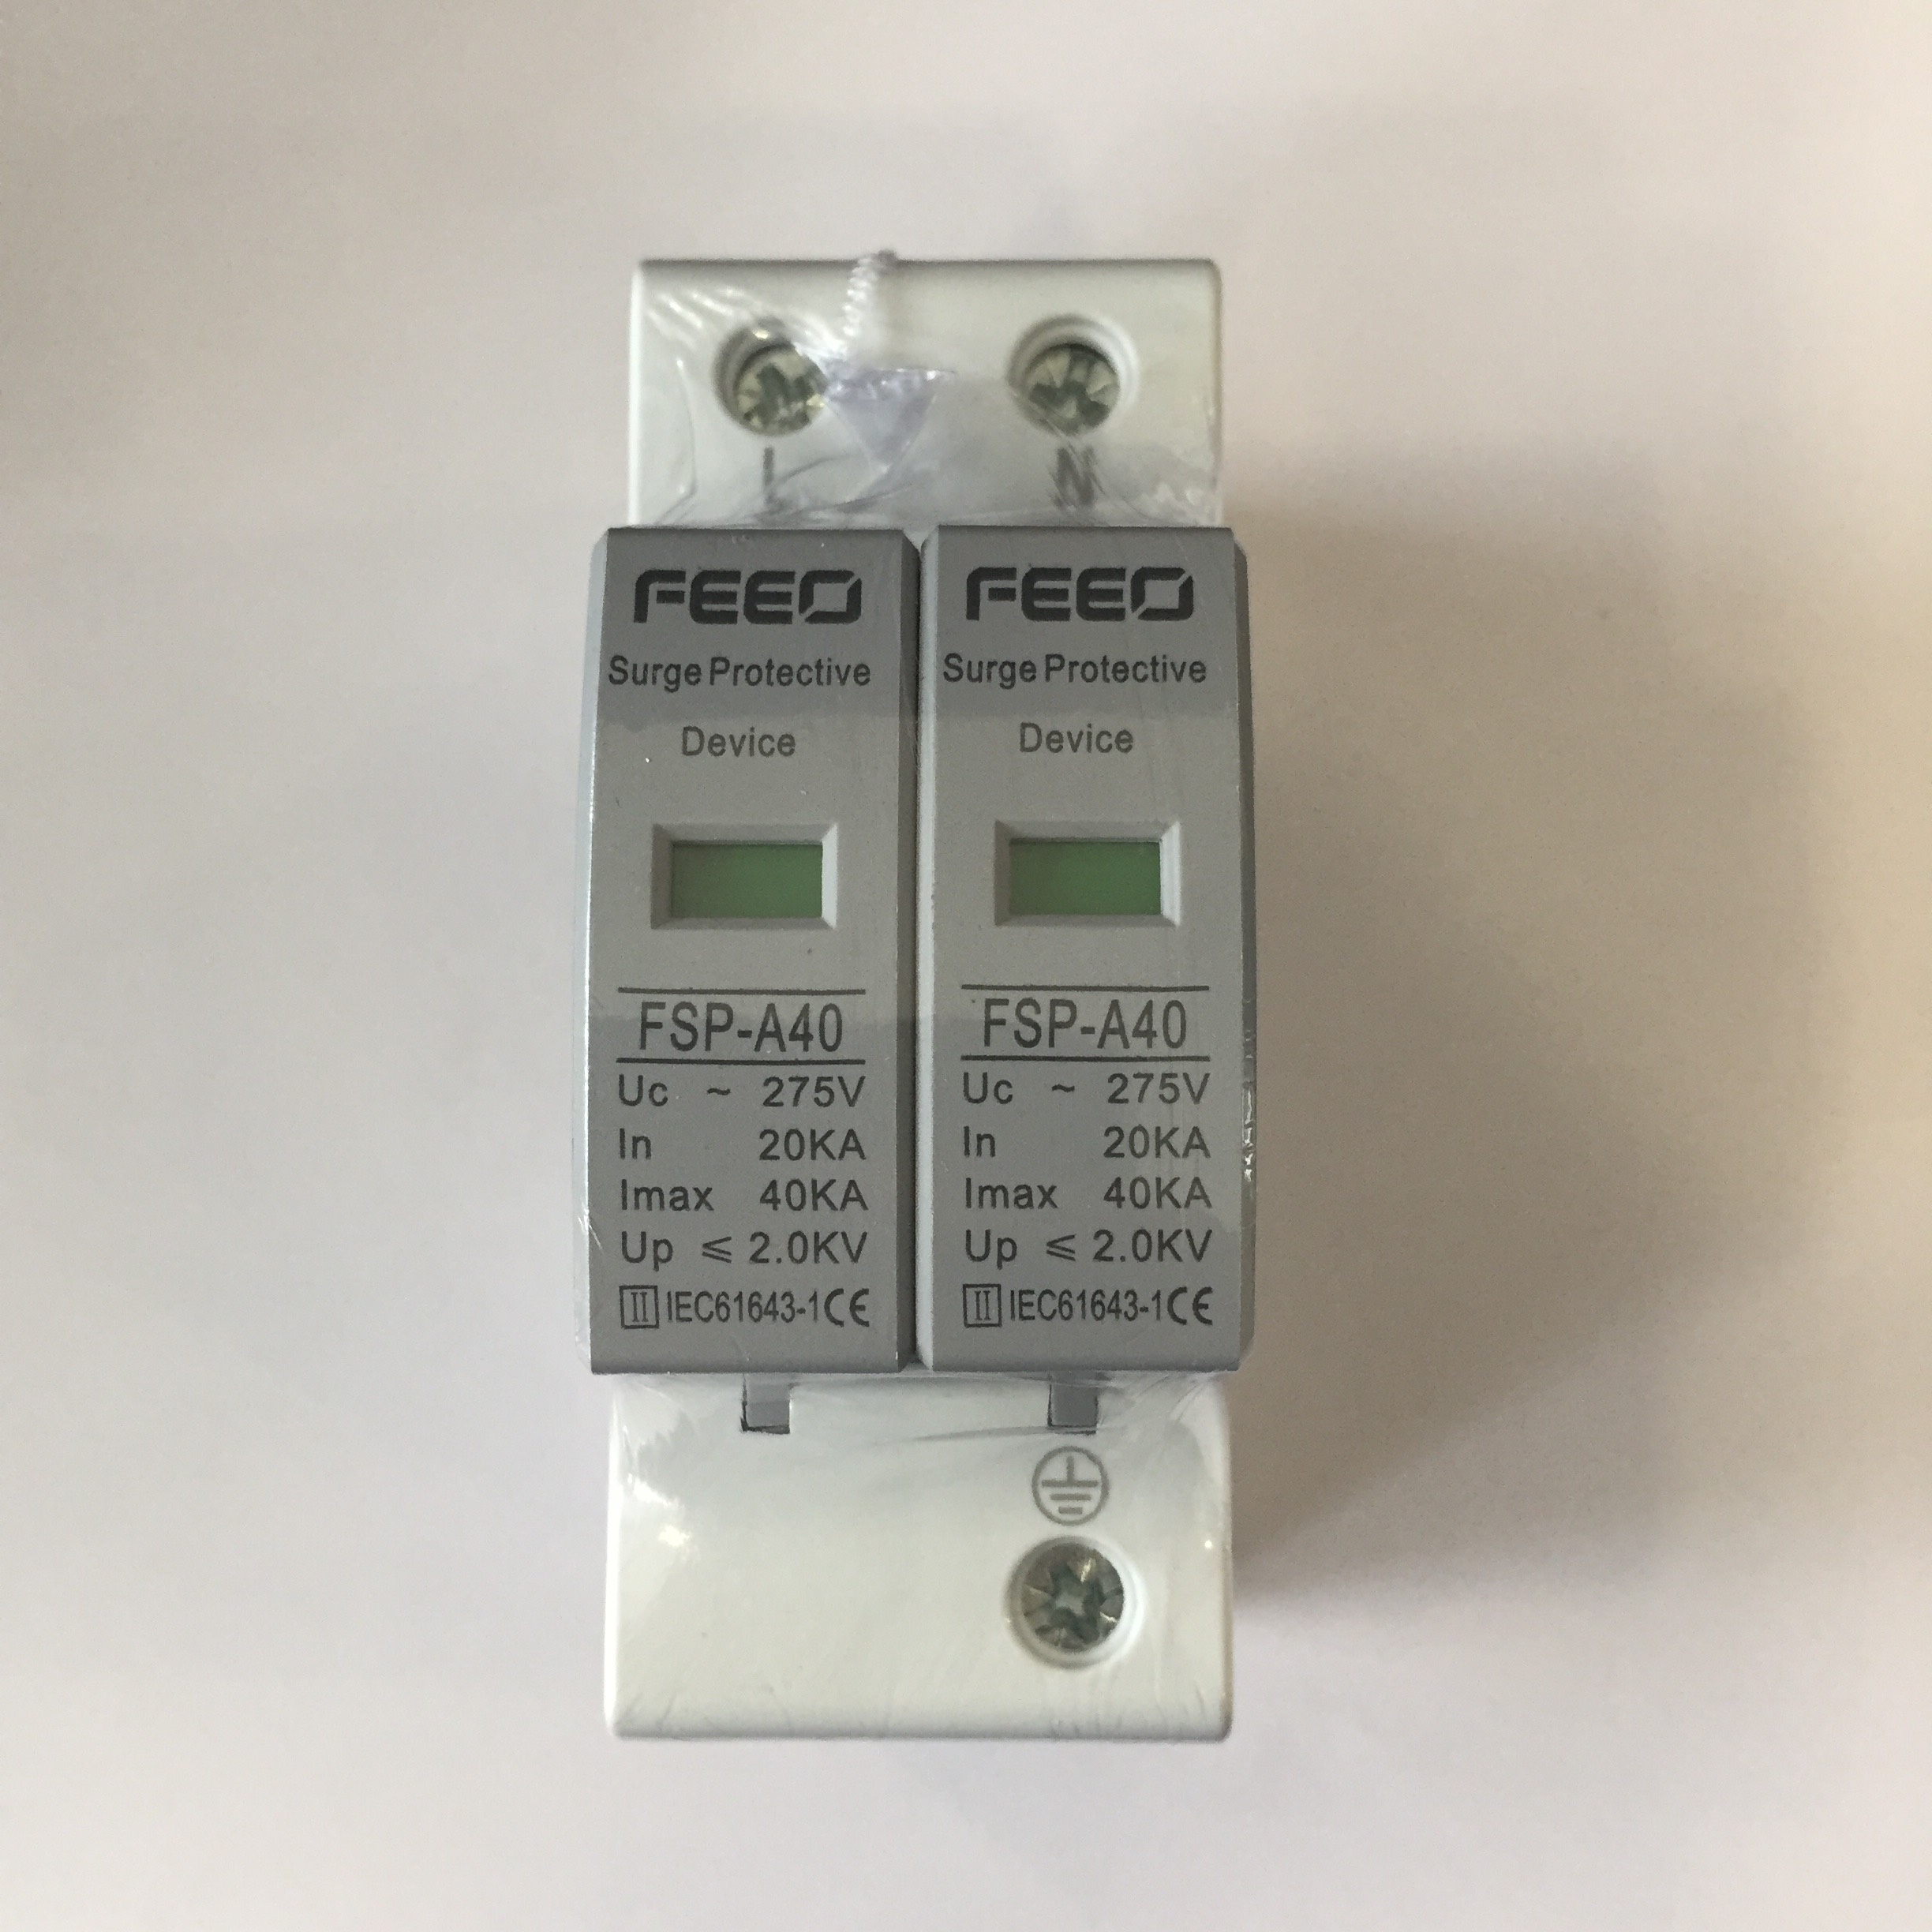 L N
FEEO
Surge Protective
Device
FSP-A40
Uc ~ 275V
In 20KA
Imax 40KA
Up ≤ 2.0KV
II IEC61643-1 CE
FEEO
Surge Protective
Device
FSP-A40
Uc ~ 275V
In 20KA
Imax 40KA
Up ≤ 2.0KV
II IEC61643-1 CE